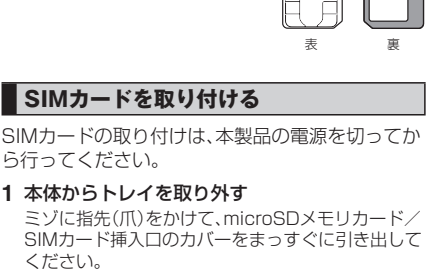 表 裏
SIMカードを取り付ける
SIMカードの取り付けは、本製品の電源を切ってか
ら行ってください。
1 本体からトレイを取り外す
ミゾに指先(爪)をかけて、microSDメモリカード／
SIMカード挿入口のカバーをまっすぐに引き出して
ください。